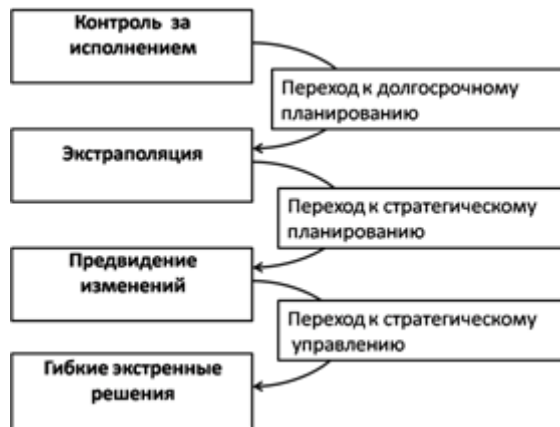 Контроль за
исполнением
Переход к долгосрочному
планированию
Экстраполяция
Переход к стратегическому
планированию
Предвидение
изменений
Переход к стратегическому
управлению
Гибкие экстренные
решения